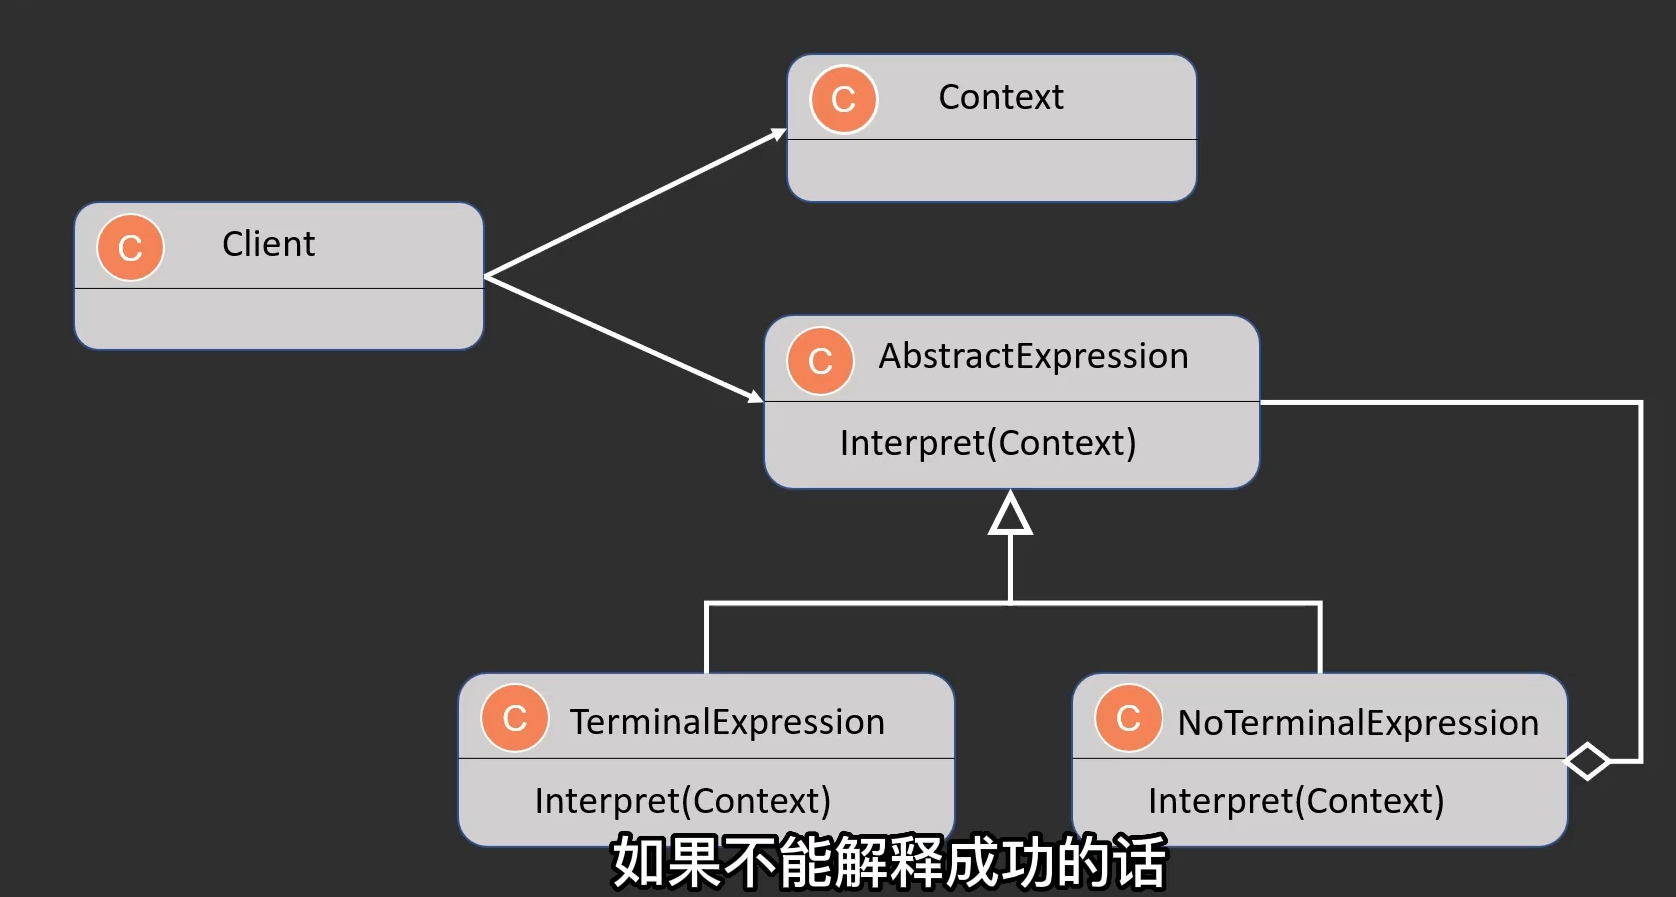 C Context
C Client
C AbstractExpression
Interpret(Context)
C TerminalExpression
Interpret(Context)
C NoTerminalExpression
Interpret(Context)
如果不能解释成功的话